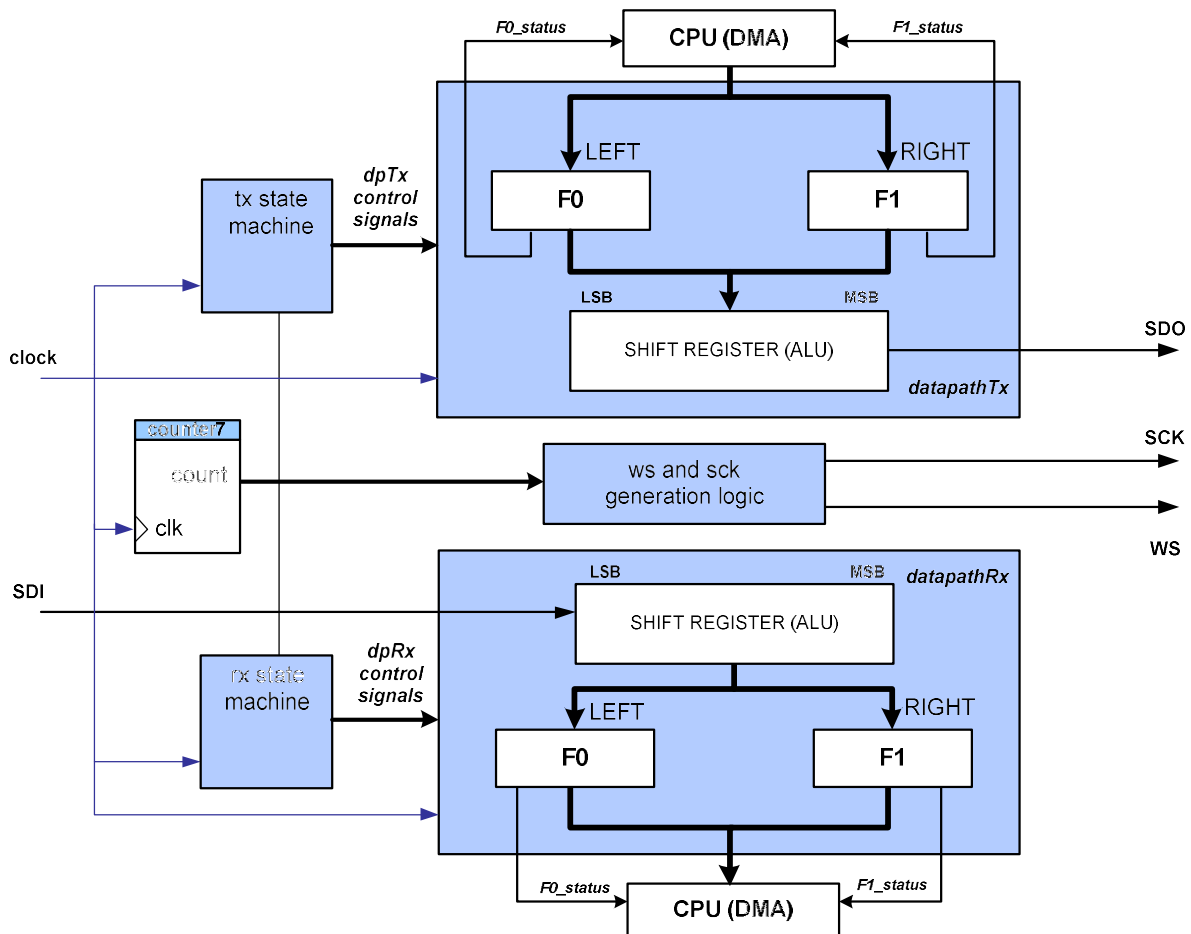 F0_status
CPU (DMA)
F1_status
LEFT
RIGHT
dpTx
control
signals
tx state
machine
F0
F1
LSB
MSB
SHIFT REGISTER (ALU)
SDO
clock
datapathTx
counter7
count
clk
ws and sck
generation logic
SCK
WS
LSB
MSB
datapathRx
SDI
SHIFT REGISTER (ALU)
rx state
machine
dpRx
control
signals
LEFT
RIGHT
F0
F1
F0_status
F1_status
CPU (DMA)